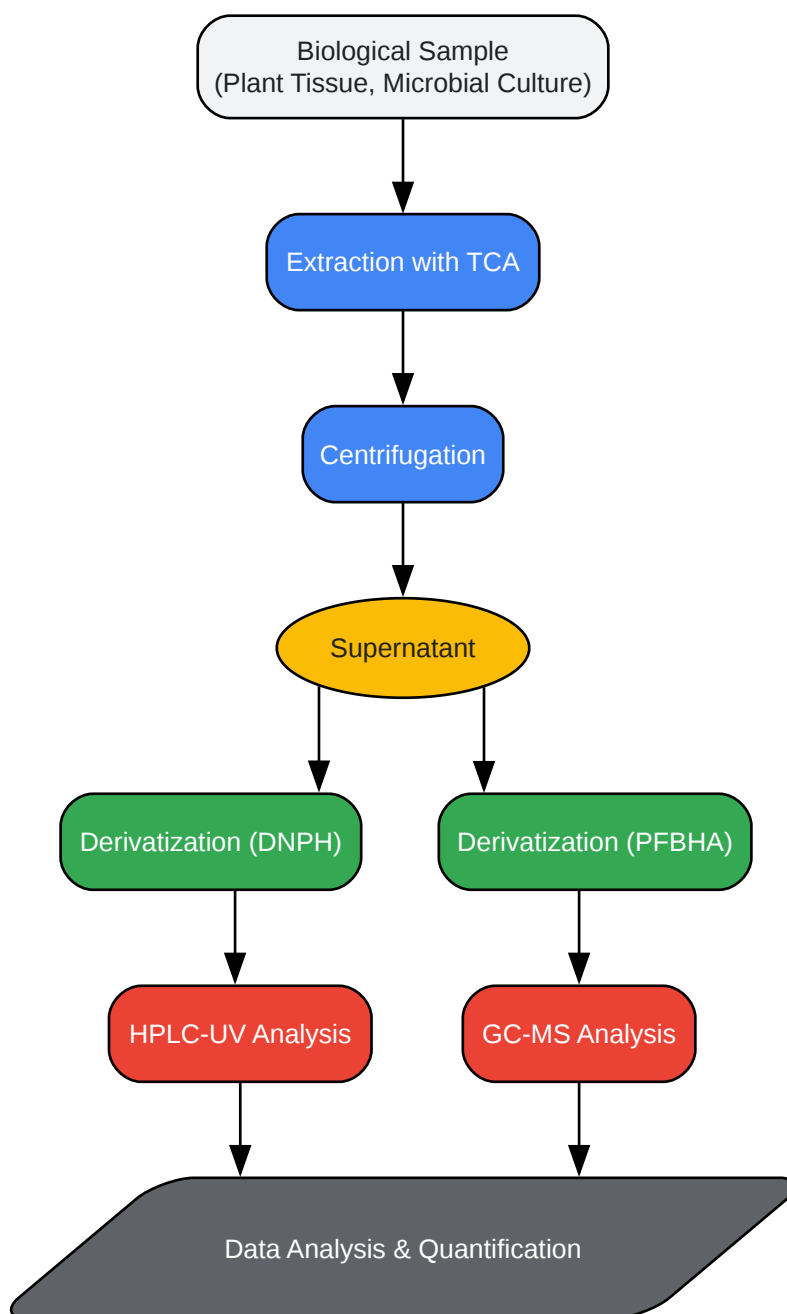 Biological Sample
(Plant Tissue, Microbial Culture)
Extraction with TCA
Centrifugation
Supernatant
Derivatization (DNPH)
Derivatization (PFBHA)
HPLC-UV Analysis
GC-MS Analysis
Data Analysis & Quantification